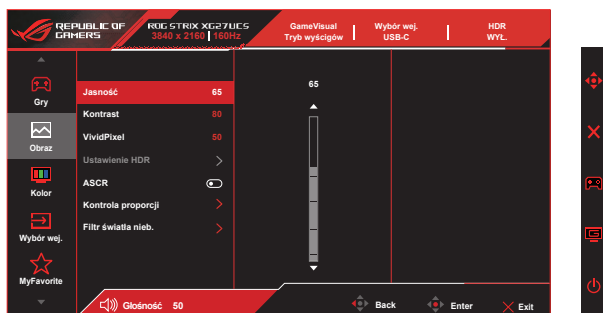 REPUBLIC OF GAMERS
ROG STRIX XG27UCS
3840 x 2160 160Hz
GameVisual
Tryb wyścigów
Wybór wej.
USB-C
HDR
WYŁ.
Gry
Obraz
Kolor
Wybór wej.
MyFavorite
Jasność 65
Kontrast 80
VividPixel 50
Ustawienie HDR
ASCR
Kontrola proporcji
Filtr światła nieb.
65
Głośność 50
Back
Enter
Exit